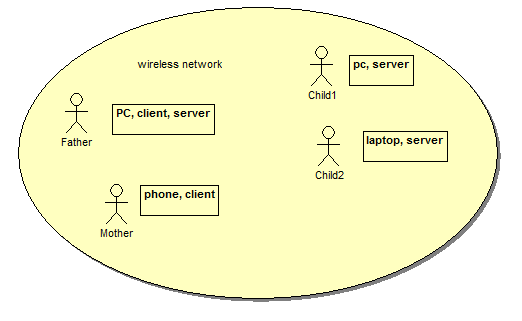 wireless network
pc, server
Child1
PC, client, server
Father
laptop, server
Child2
phone, client
Mother